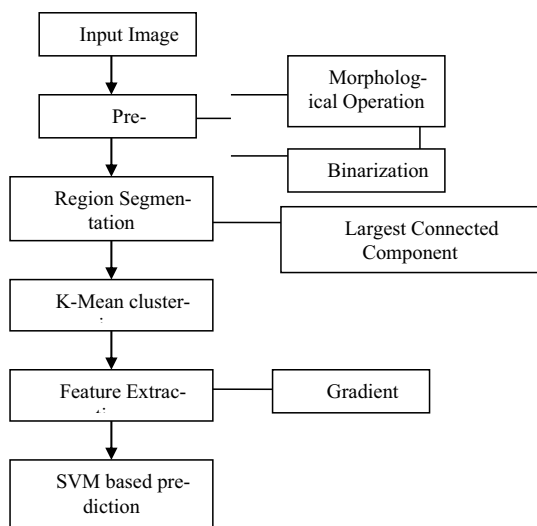 Input Image
Morpholog-
ical Operation
Pre-
Binarization
Region Segmen-
tation
Largest Connected
Component
K-Mean cluster-
Feature Extrac-
Gradient
SVM based pre-
diction